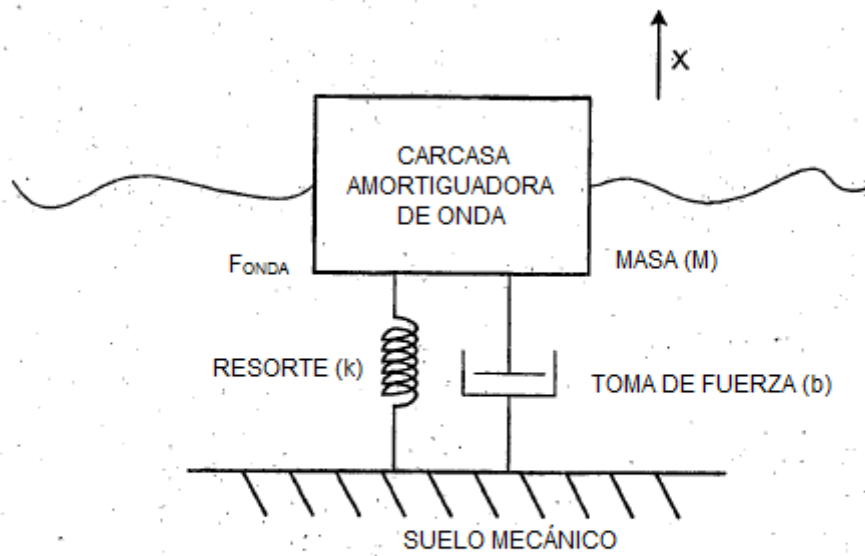 X
CARCASA
AMORTIGUADORA
DE ONDA
FONDA
MASA (M)
RESORTE (k)
TOMA DE FUERZA (b)
SUELO MECÁNICO